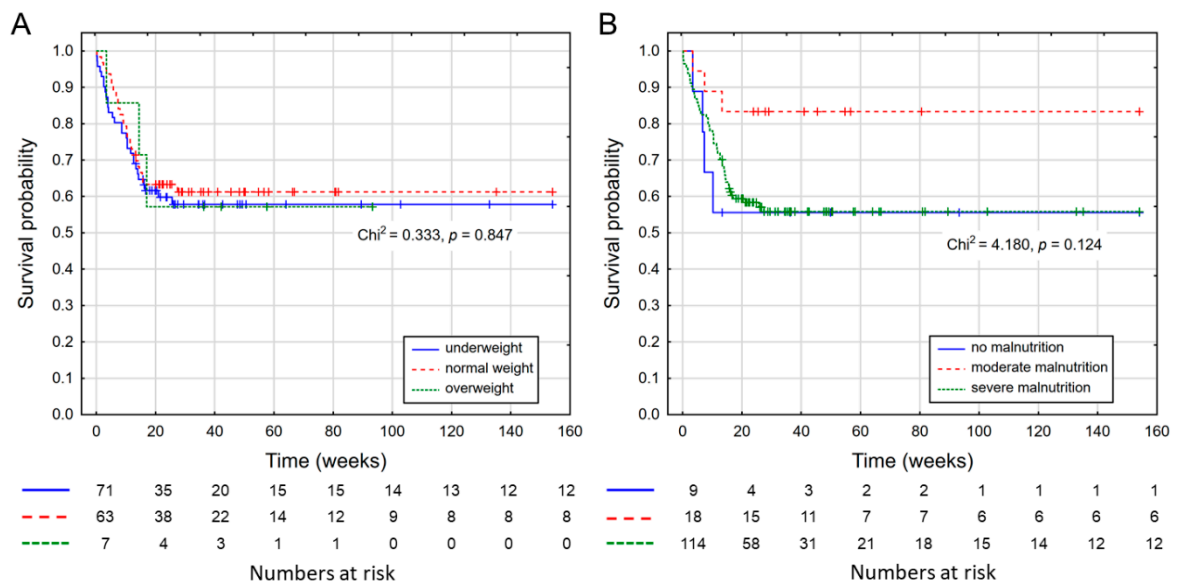 A
Survival probability
1.0
0.9
0.8
0.7
0.6
0.5
0.4
0.3
0.2
0.1
0.0
Chi2 = 0.333, p = 0.847
underweight
normal weight
overweight
0 20 40 60 80 100 120 140 160
Time (weeks)
71 35 20 15 15 14 13 12 12
63 38 22 14 12 9 8 8 8
7 4 3 1 1 0 0 0 0
Numbers at risk
B
Survival probability
1.0
0.9
0.8
0.7
0.6
0.5
0.4
0.3
0.2
0.1
0.0
Chi2 = 4.180, p = 0.124
no malnutrition
moderate malnutrition
severe malnutrition
0 20 40 60 80 100 120 140 160
Time (weeks)
9 4 3 2 2 1 1 1 1
18 15 11 7 7 6 6 6 6
114 58 31 21 18 15 14 12 12
Numbers at risk